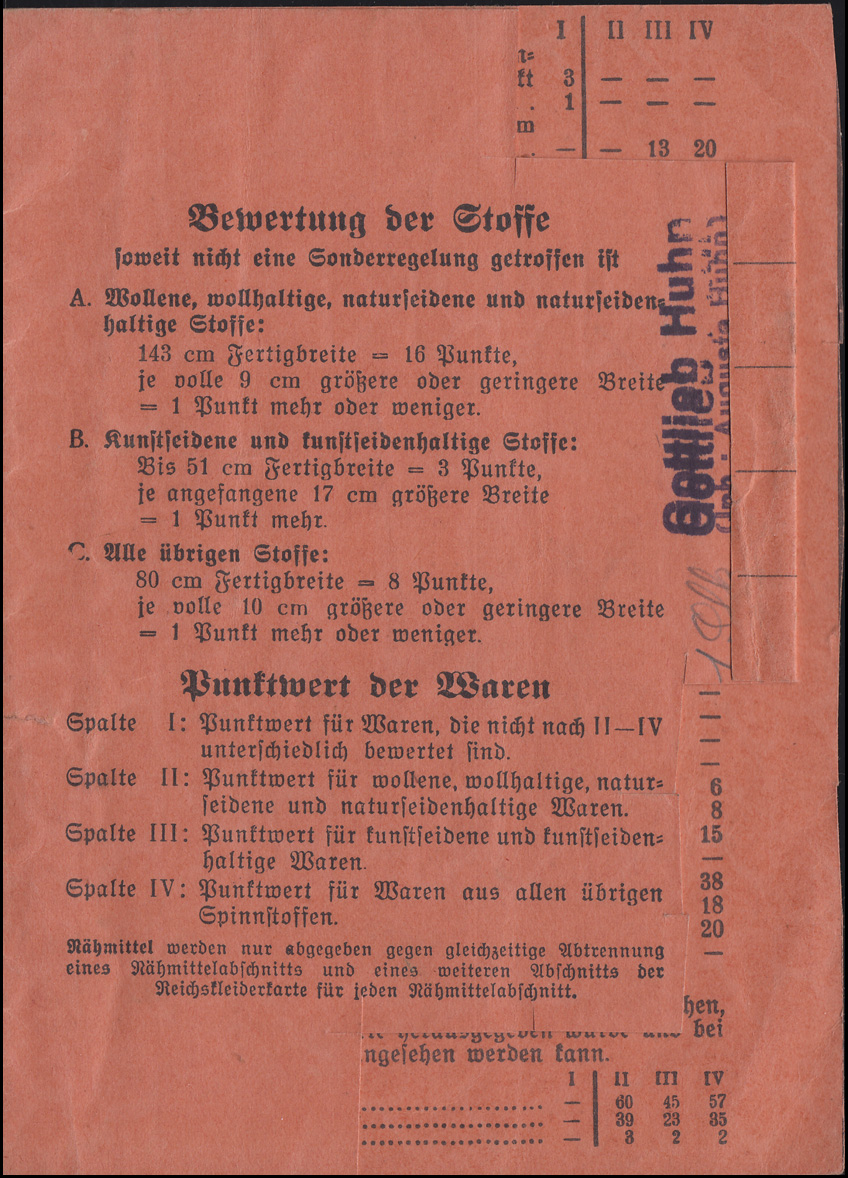 I II III IV
n=
kt 3 — — —
. 1 — — —
m
. — — 13 20
Bewertung der Stoffe
soweit nicht eine Sonderregelung getroffen ist
A. Wollene, wollhaltige, naturseidene und naturseiden=
haltige Stoffe:
143 cm Fertigbreite = 16 Punkte,
je volle 9 cm größere oder geringere Breite
= 1 Punkt mehr oder weniger.
B. Kunstseidene und kunstseidenhaltige Stoffe:
Bis 51 cm Fertigbreite = 3 Punkte,
je angefangene 17 cm größere Breite
= 1 Punkt mehr.
C. Alle übrigen Stoffe:
80 cm Fertigbreite = 8 Punkte,
je volle 10 cm größere oder geringere Breite
= 1 Punkt mehr oder weniger.
Gottlieb Huhn
Inh.: Auguste Huhn
Punktwert der Waren
Spalte I: Punktwert für Waren, die nicht nach II—IV
unterschiedlich bewertet sind.
Spalte II: Punktwert für wollene, wollhaltige, natur=
seidene und naturseidenhaltige Waren.
Spalte III: Punktwert für kunstseidene und kunstseiden=
haltige Waren.
Spalte IV: Punktwert für Waren aus allen übrigen
Spinnstoffen.
Nähmittel werden nur abgegeben gegen gleichzeitige Abtrennung
eines Nähmittelabschnitts und eines weiteren Abschnitts der
Reichskleiderkarte für jeden Nähmittelabschnitt.
—
—
—
6
8
15
—
38
18
20
—
hen,
herausgegeben wurde und bei
ngesehen werden kann.
I II III IV
— 60 45 57
— 39 23 35
— 3 2 2